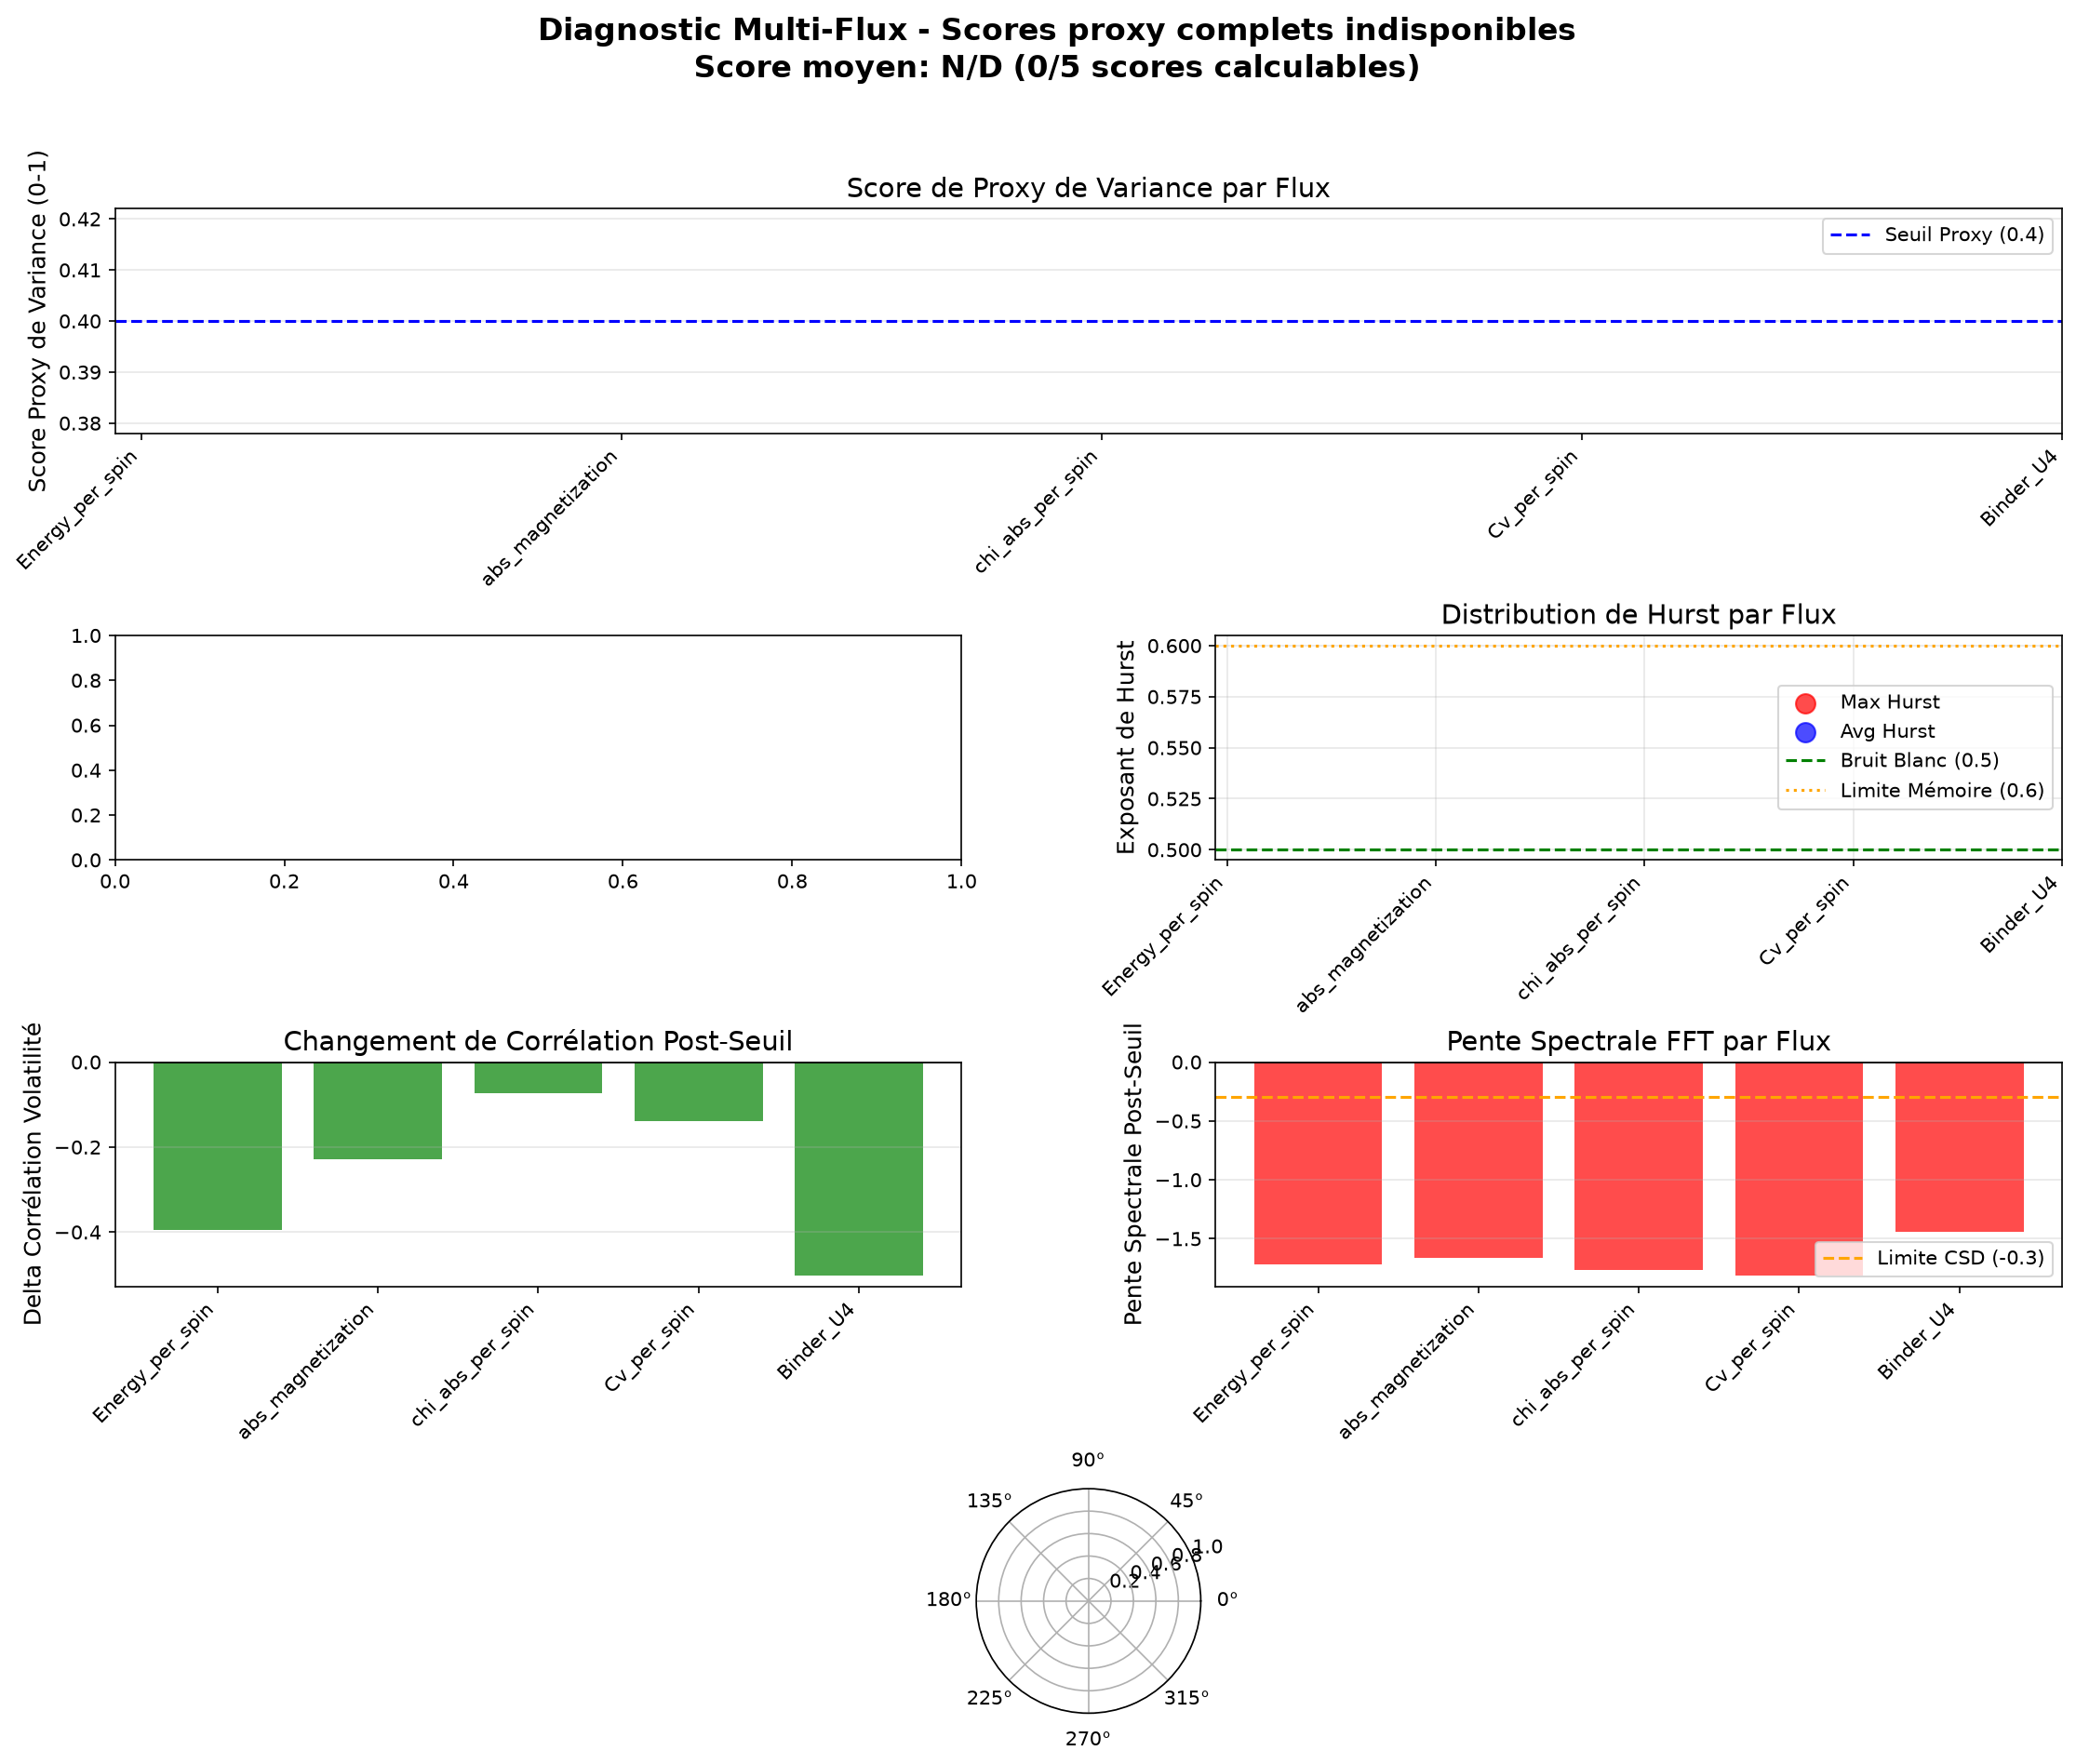 Diagnostic Multi-Flux - Scores proxy complets indisponibles
Score moyen: N/D (0/5 scores calculables)
Score de Proxy de Variance par Flux
Score Proxy de Variance (0-1)
0.42
0.41
0.40
0.39
0.38
Seuil Proxy (0.4)
Energy_per_spin
abs_magnetization
chi_abs_per_spin
Cv_per_spin
Binder_U4
1.0
0.8
0.6
0.4
0.2
0.0
0.0
0.2
0.4
0.6
0.8
1.0
Distribution de Hurst par Flux
Exposant de Hurst
0.600
0.575
0.550
0.525
0.500
Max Hurst
Avg Hurst
Bruit Blanc (0.5)
Limite Mémoire (0.6)
Energy_per_spin
abs_magnetization
chi_abs_per_spin
Cv_per_spin
Binder_U4
Changement de Corrélation Post-Seuil
Delta Corrélation Volatilité
0.0
−0.2
−0.4
Energy_per_spin
abs_magnetization
chi_abs_per_spin
Cv_per_spin
Binder_U4
Pente Spectrale FFT par Flux
Pente Spectrale Post-Seuil
0.0
−0.5
−1.0
−1.5
Limite CSD (-0.3)
Energy_per_spin
abs_magnetization
chi_abs_per_spin
Cv_per_spin
Binder_U4
90°
135°
45°
1.0
0.8
0.6
0.4
0.2
180°
0°
225°
315°
270°